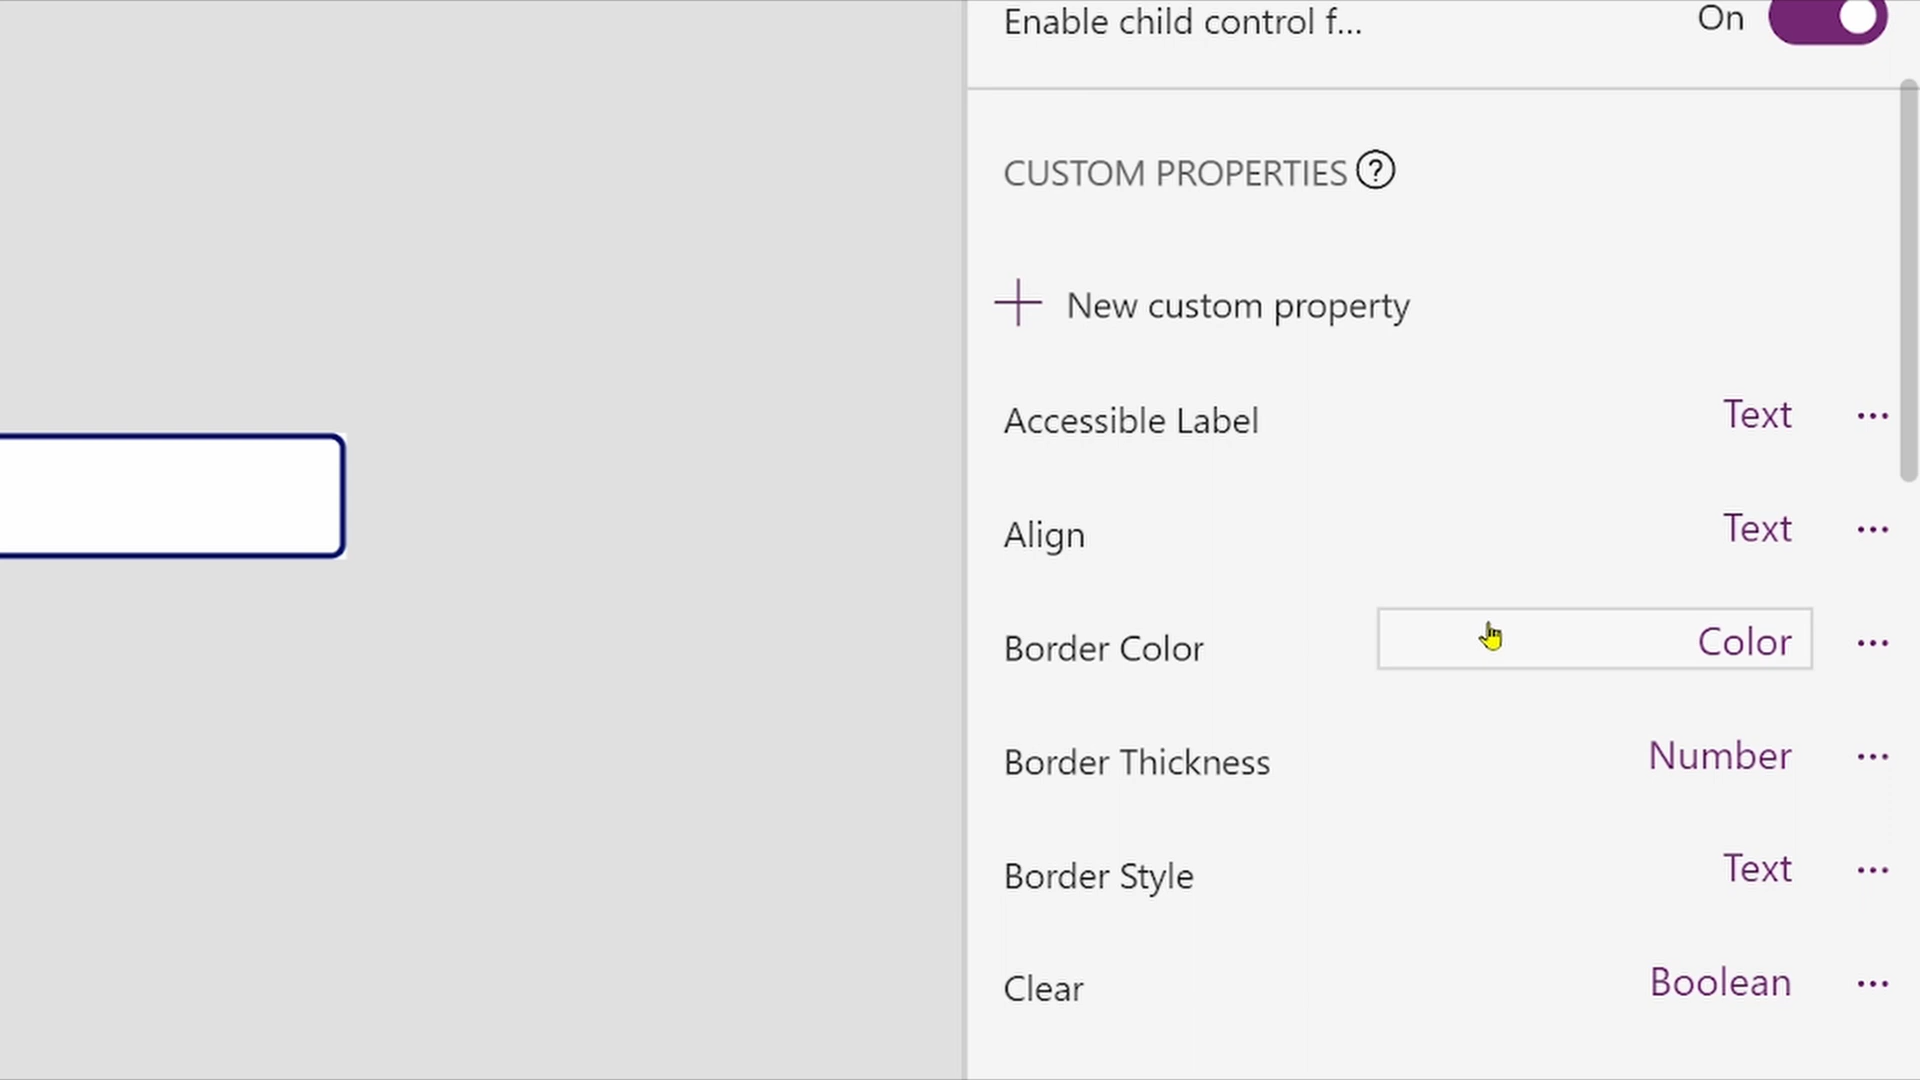 Enable child control f...
On
CUSTOM PROPERTIES ?
New custom property
Accessible Label Text
Align Text
Border Color Color
Border Thickness Number
Border Style Text
Clear Boolean